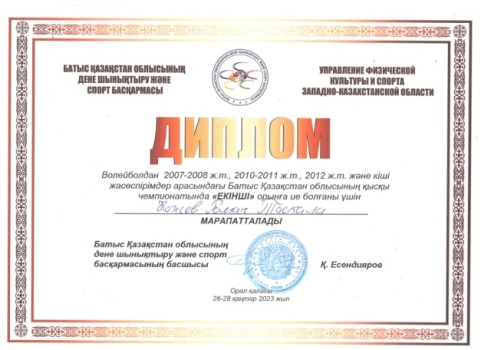 БАТЫС ҚАЗАҚСТАН ОБЛЫСЫНЫҢ
ДЕНЕ ШЫНЫҚТЫРУ ЖӘНЕ
СПОРТ БАСҚАРМАСЫ
УПРАВЛЕНИЕ ФИЗИЧЕСКОЙ
КУЛЬТУРЫ И СПОРТА
ЗАПАДНО-КАЗАХСТАНСКОЙ ОБЛАСТИ
ДИПЛОМ
Волейболдан 2007-2008 ж.т., 2010-2011 ж.т., 2012 ж.т. және кіші
жасөспірімдер арасындағы Батыс Қазақстан облысының қысқы
чемпионатында «ЕКІНШІ» орынға ие болғаны үшін
Тасқала
МАРАПАТТАЛАДЫ
Батыс Қазақстан облысының
дене шынықтыру және спорт
басқармасының басшысы
Қ. Есендияров
Орал қаласы
26-28 қаңтар 2023 жыл